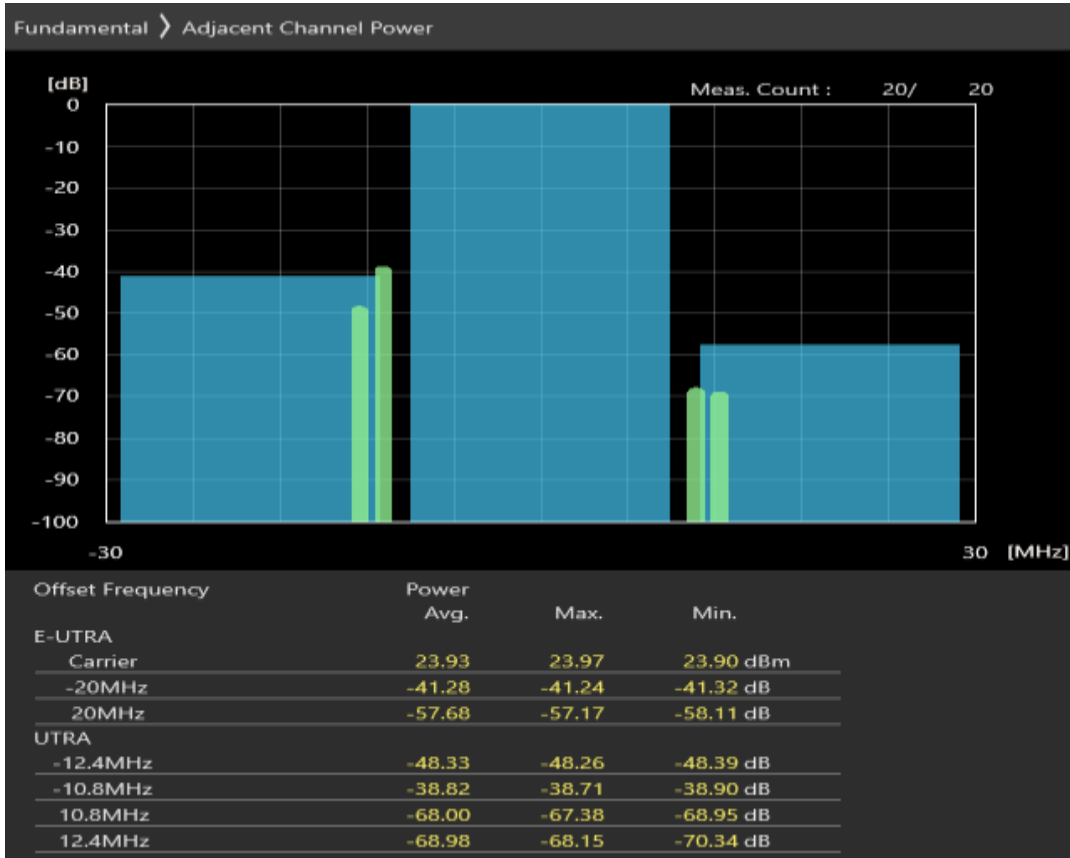 Fundamental 〉 Adjacent Channel Power
[dB]
Meas. Count : 20/ 20
0
-10
-20
-30
-40
-50
-60
-70
-80
-90
-100
-30 30 [MHz]
Offset Frequency Power
Avg. Max. Min.
E-UTRA
Carrier 23.93 23.97 23.90 dBm
-20MHz -41.28 -41.24 -41.32 dB
20MHz -57.68 -57.17 -58.11 dB
UTRA
-12.4MHz -48.33 -48.26 -48.39 dB
-10.8MHz -38.82 -38.71 -38.90 dB
10.8MHz -68.00 -67.38 -68.95 dB
12.4MHz -68.98 -68.15 -70.34 dB